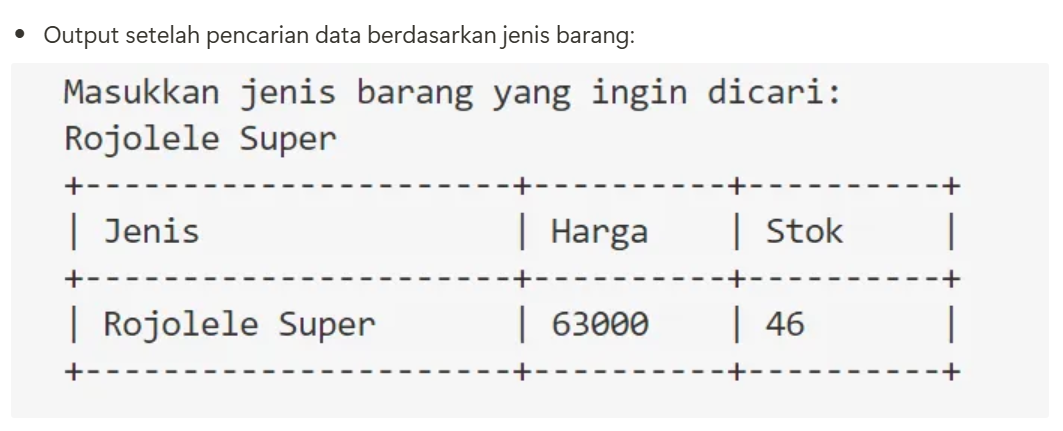 • Output setelah pencarian data berdasarkan jenis barang:
Masukkan jenis barang yang ingin dicari:
Rojolele Super
+----------------------+----------+----------+
| Jenis                | Harga    | Stok     |
+----------------------+----------+----------+
| Rojolele Super       | 63000    | 46       |
+----------------------+----------+----------+